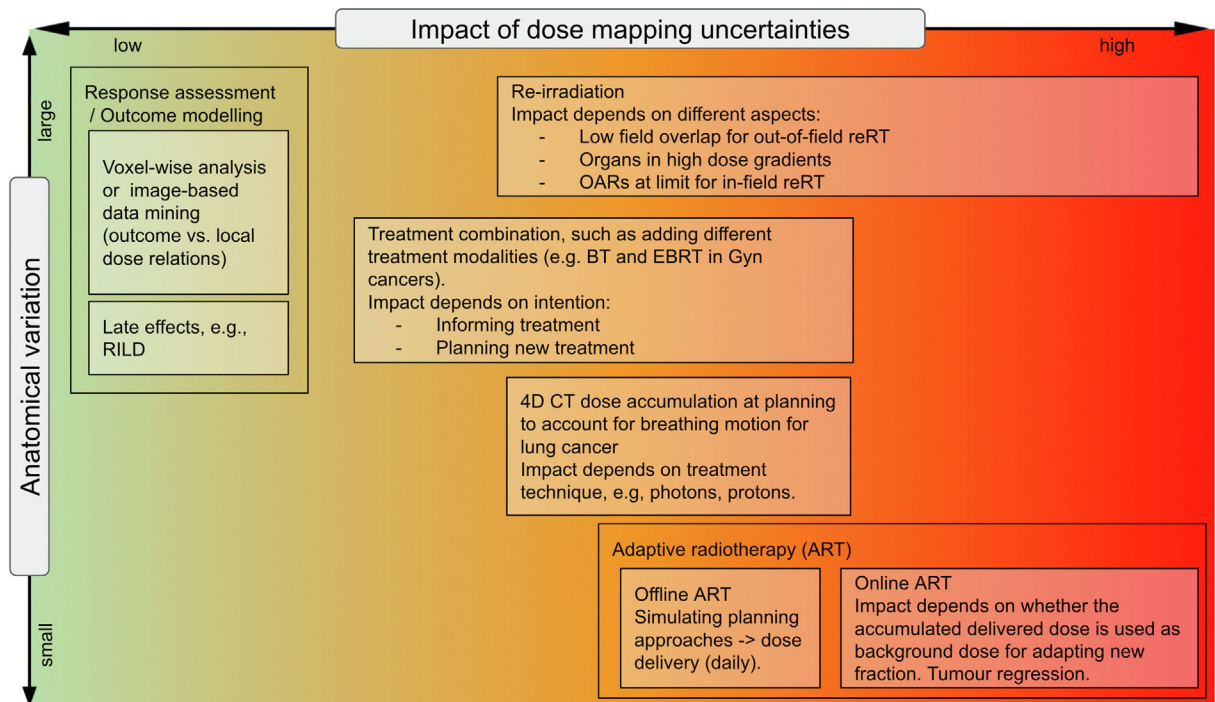 Impact of dose mapping uncertainties
low
high
large
Anatomical variation
small
Response assessment
/ Outcome modelling
Voxel-wise analysis
or image-based
data mining
(outcome vs. local
dose relations)
Late effects, e.g.,
RILD
Re-irradiation
Impact depends on different aspects:
- Low field overlap for out-of-field reRT
- Organs in high dose gradients
- OARs at limit for in-field reRT
Treatment combination, such as adding different
treatment modalities (e.g. BT and EBRT in Gyn
cancers).
Impact depends on intention:
- Informing treatment
- Planning new treatment
4D CT dose accumulation at planning
to account for breathing motion for
lung cancer
Impact depends on treatment
technique, e.g, photons, protons.
Adaptive radiotherapy (ART)
Offline ART
Simulating planning
approaches -> dose
delivery (daily).
Online ART
Impact depends on whether the
accumulated delivered dose is used as
background dose for adapting new
fraction. Tumour regression.